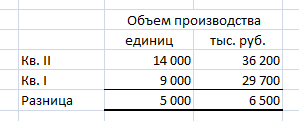 Объем производства
единиц тыс. руб.
Кв. II 14 000 36 200
Кв. I 9 000 29 700
Разница 5 000 6 500